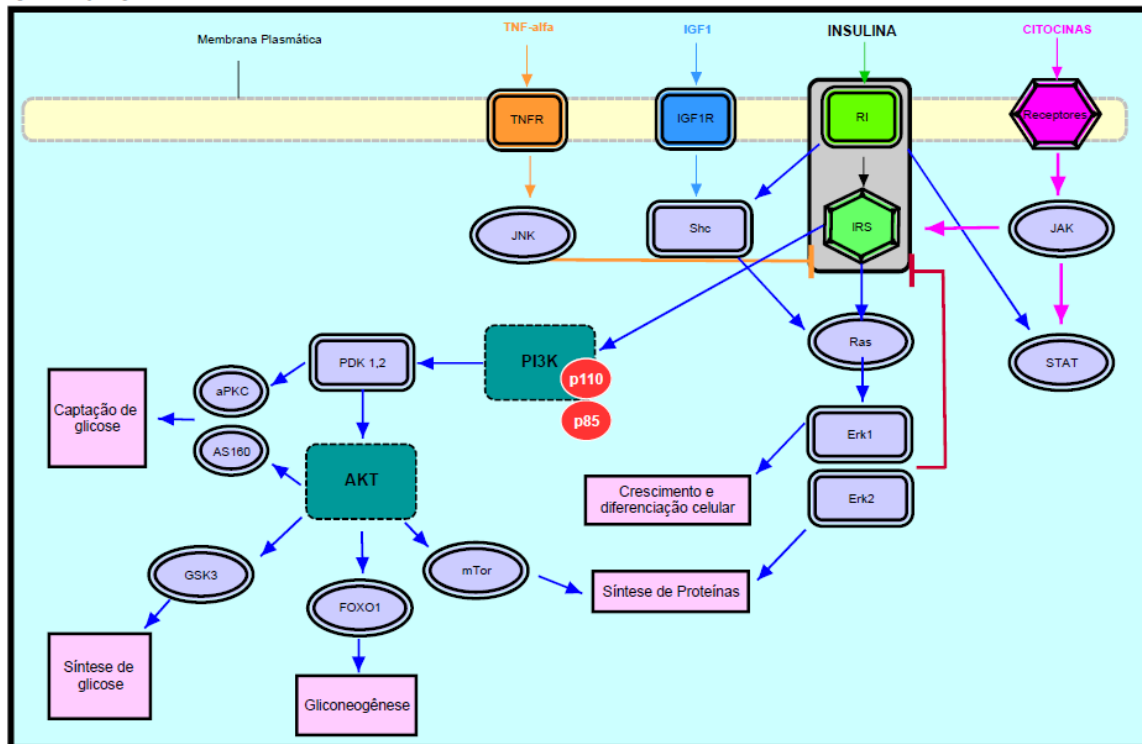 TNF-alfa
IGF1
INSULINA
CITOCINAS
Membrana Plasmática
TNFR
IGF1R
RI
Receptores
JNK
Shc
IRS
JAK
PI3K
p110
p85
PDK 1,2
Ras
STAT
aPKC
Captação de
glicose
AS160
AKT
Erk1
Erk2
Crescimento e
diferenciação celular
GSK3
mTor
FOXO1
Síntese de Proteínas
Síntese de
glicose
Gliconeogênese